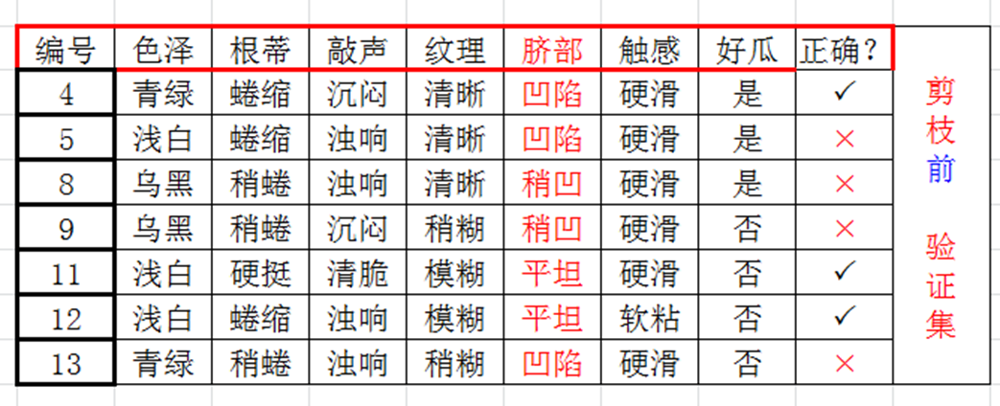 编号 色泽 根蒂 敲声 纹理 脐部 触感 好瓜 正确?
4 青绿 蜷缩 沉闷 清晰 凹陷 硬滑 是 ✓
5 浅白 蜷缩 浊响 清晰 凹陷 硬滑 是 ×
8 乌黑 稍蜷 浊响 清晰 稍凹 硬滑 是 ×
9 乌黑 稍蜷 沉闷 稍糊 稍凹 硬滑 否 ×
11 浅白 硬挺 清脆 模糊 平坦 硬滑 否 ✓
12 浅白 蜷缩 浊响 模糊 平坦 软粘 否 ✓
13 青绿 稍蜷 浊响 稍糊 凹陷 硬滑 否 ×
剪枝前 验证集